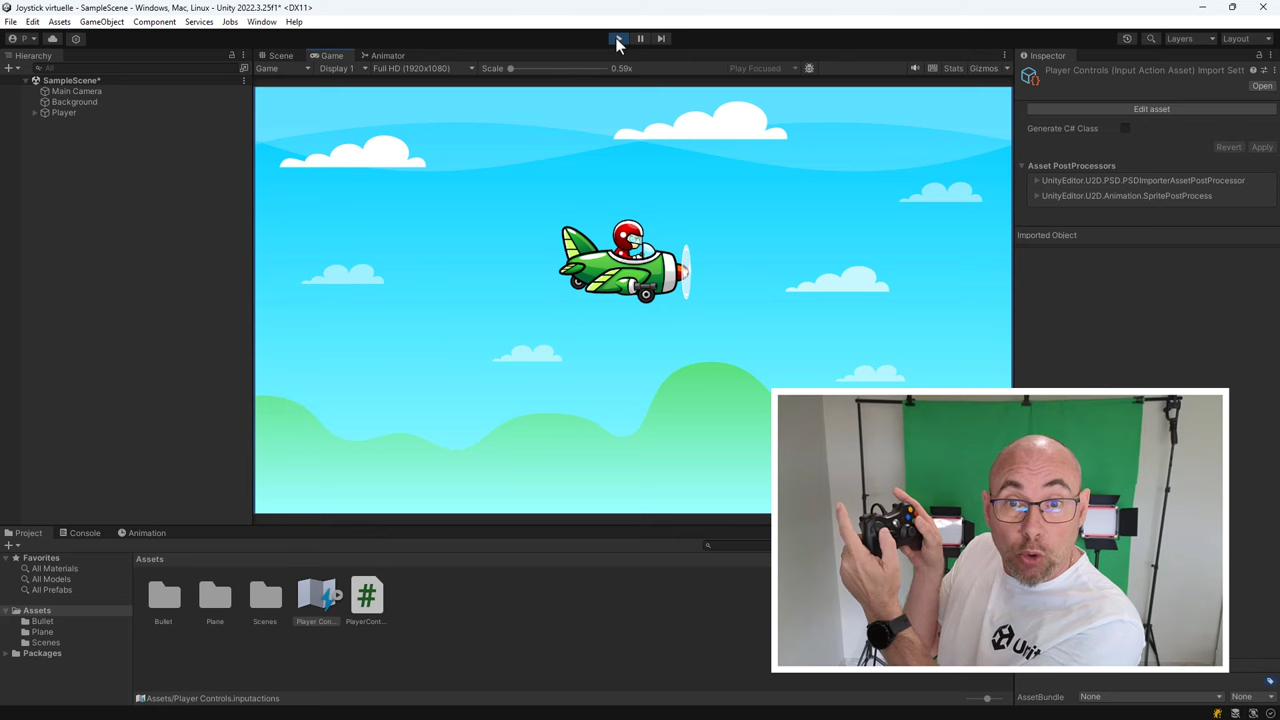 Joystick virtuelle - SampleScene - Windows, Mac, Linux - Unity 2022.3.25f1* <DX11>
File Edit Assets GameObject Component Services Jobs Window Help
P Layers Layout
Hierarchy Scene Game Animator Inspector
All Game Display 1 Full HD (1920x1080) Scale 0.59x Play Focused Stats Gizmos
Player Controls (Input Action Asset) Import Sett
Open
SampleScene*
Main Camera
Background
Player
Edit asset
Generate C# Class
Revert Apply
Asset PostProcessors
UnityEditor.U2D.PSD.PSDImporterAssetPostProcessor
UnityEditor.U2D.Animation.SpritePostProcess
Imported Object
Project Console Animation
Favorites
All Materials
All Models
All Prefabs
Assets
Bullet
Plane
Scenes
Packages
Assets
Bullet Plane Scenes Player Con... PlayerCont...
Assets/Player Controls.inputactions
AssetBundle None None